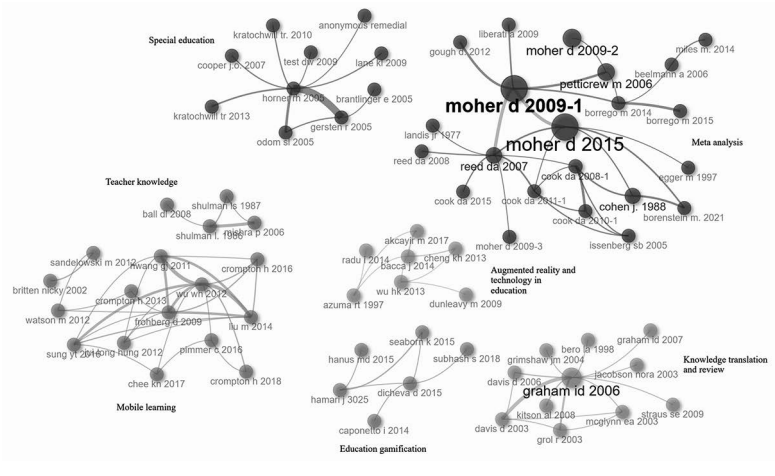 anonymous remedial
kratochwill tr. 2010
Special education
cooper j.o. 2007
test dw 2009
lane kl 2009
horner m 2005
brantlinger e 2005
kratochwill tr 2013
gersten r 2005
odom sl 2005
liberati a 2009
gough d. 2012
moher d 2009-2
miles m. 2014
beelmann a 2006
petticrew m 2006
moher d 2009-1
borrego m 2014
borrego m 2015
landis jr 1977
moher d 2015
Meta analysis
reed da 2008
reed da 2007
cook da 2008-1
egger m 1997
cook da 2015
cook da 2011-1
cohen j. 1988
cook da 2010-1
borenstein m. 2021
moher d 2009-3
issenberg sb 2005
Teacher knowledge
shulman ls 1987
ball dl 2008
shulman l. 1986
mishra p 2006
sandelowski m 2012
hwang gj 2011
crompton h 2016
britten nicky 2002
crompton h 2013
wu wh 2012
watson m 2012
frohberg d 2009
liu m 2014
sung yt 2016
hung 2012
pimmer c 2016
chee kn 2017
crompton h 2018
Mobile learning
akcayir m 2017
radu i 2014
bacca j 2014
cheng kh 2013
Augmented reality and
technology in
education
wu hk 2013
azuma rt 1997
dunleavy m 2009
seaborn k 2015
hanus md 2015
subhash s 2018
hamari j 3025
dicheva d 2015
caponetto i 2014
Education gamification
graham id 2007
bero la 1998
grimshaw jm 2004
Knowledge translation
and review
jacobson nora 2003
davis d 2006
graham id 2006
kitson al 2008
straus se 2009
mcglynn ea 2003
davis d 2003
grol r 2003